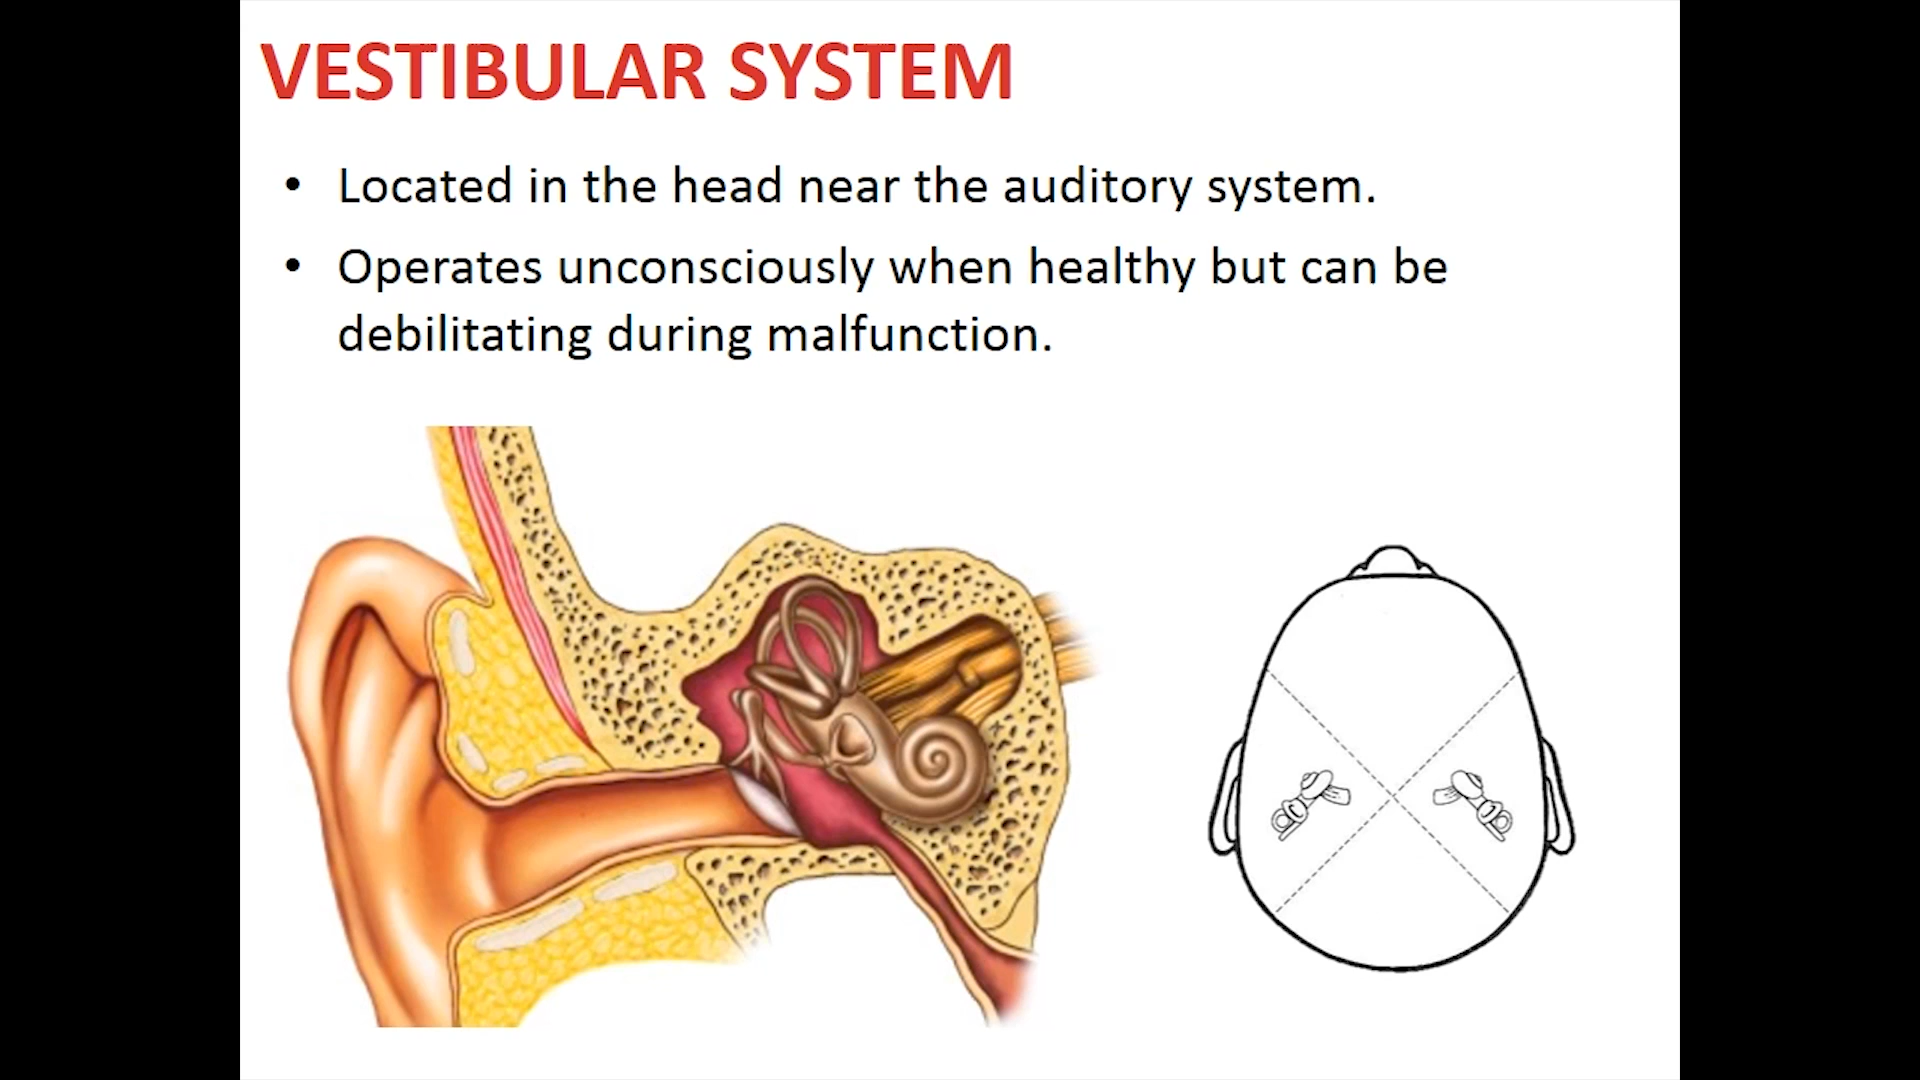 VESTIBULAR SYSTEM
• Located in the head near the auditory system.
• Operates unconsciously when healthy but can be
debilitating during malfunction.